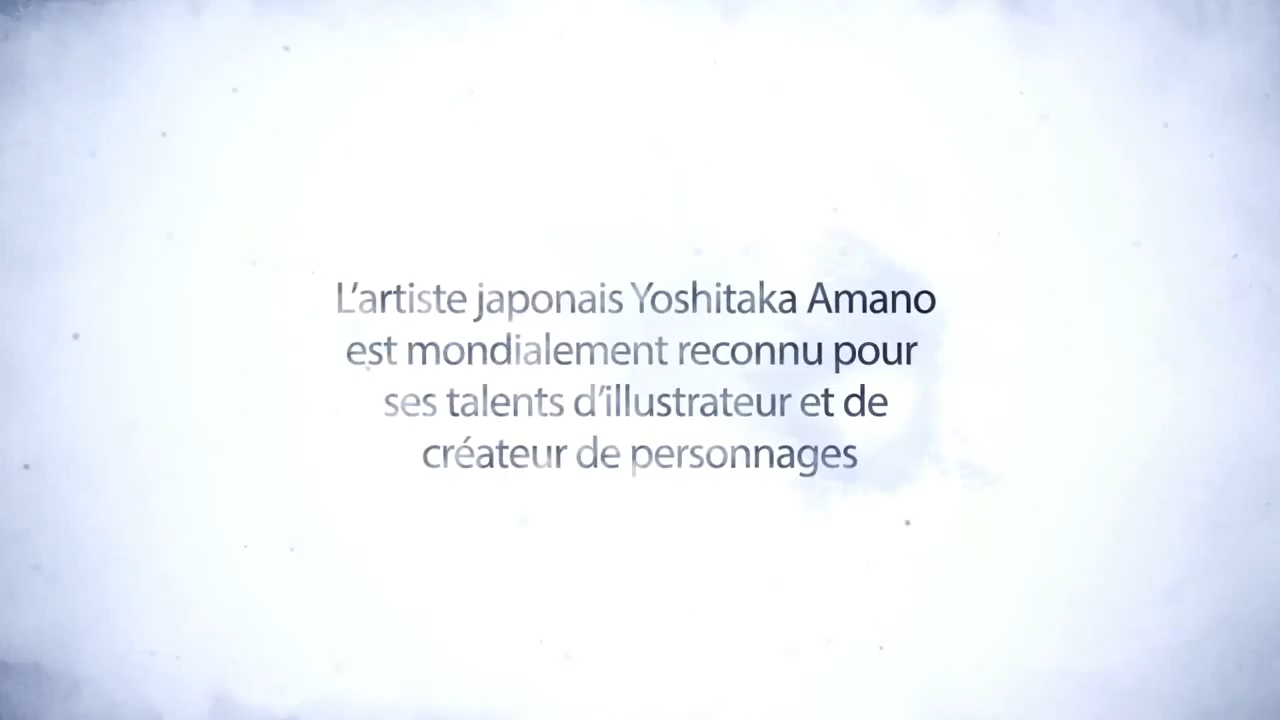 L’artiste japonais Yoshitaka Amano
est mondialement reconnu pour
ses talents d’illustrateur et de
créateur de personnages